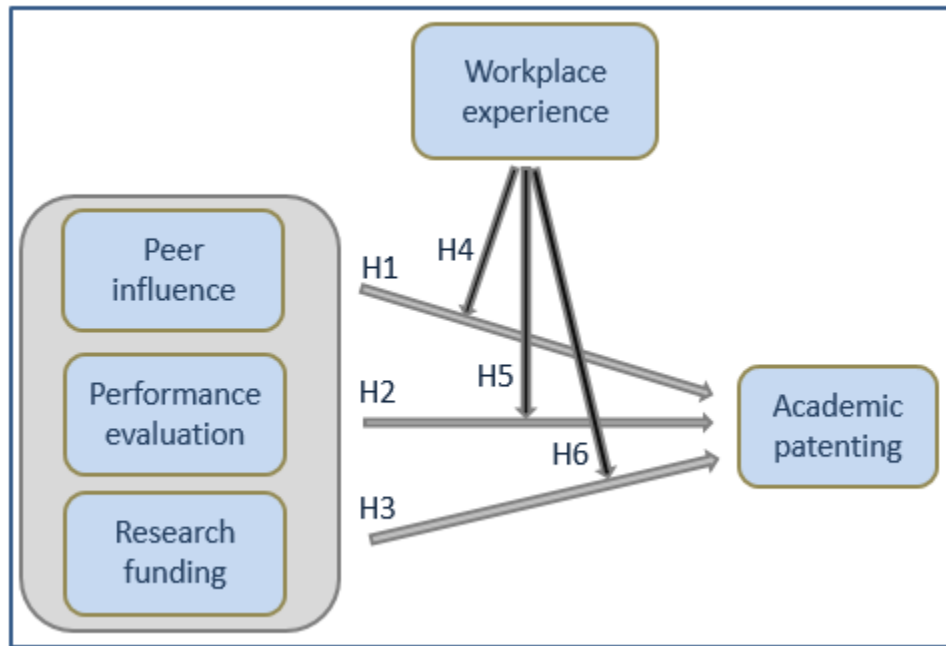 Workplace
experience
Peer
influence
H4
H1
Performance
evaluation
H5
H2
Academic
patenting
H6
Research
funding
H3